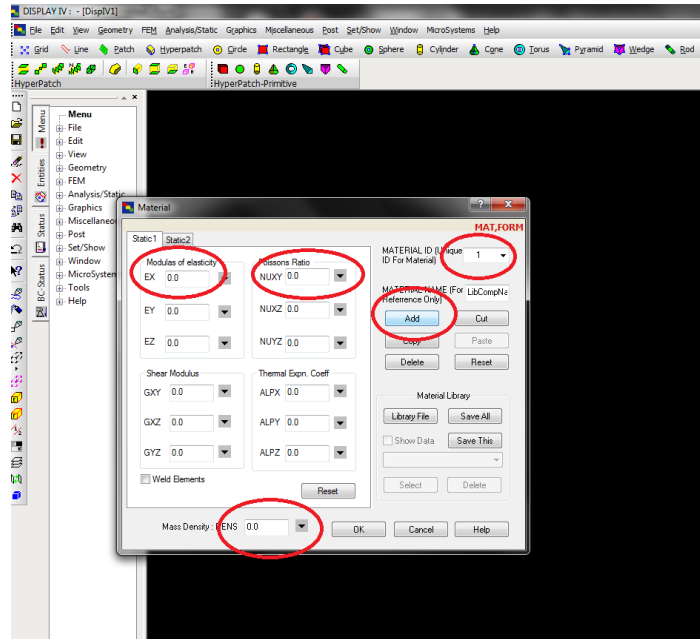 DISPLAY IV : - [DispIV1]
File Edit View Geometry FEM Analysis/Static Graphics Miscellaneous Post Set/Show Window MicroSystems Help
Grid Line Patch Hyperpatch Circle Rectangle Cube Sphere Cylinder Cone Torus Pyramid Wedge Rod
HyperPatch HyperPatch-Primitive
Menu
Entities
Status
BC-Status
Menu
File
Edit
View
Geometry
FEM
Analysis/Static
Graphics
Miscellaneou
Post
Set/Show
Window
MicroSystem
Tools
Help
Material
MAT,FORM
Static1 Static2
Modulas of elasticity
EX 0.0
EY 0.0
EZ 0.0
Poissons Ratio
NUXY 0.0
NUXZ 0.0
NUYZ 0.0
Shear Modulus
GXY 0.0
GXZ 0.0
GYZ 0.0
Thermal Expn. Coeff
ALPX 0.0
ALPY 0.0
ALPZ 0.0
Weld Elements
Reset
MATERIAL ID (Unique
ID For Material)
1
MATERIAL NAME (For
Referrence Only)
LibCompNa
Add Cut
Copy Paste
Delete Reset
Material Library
Library File Save All
Show Data Save This
Select Delete
Mass Density : DENS 0.0
OK Cancel Help